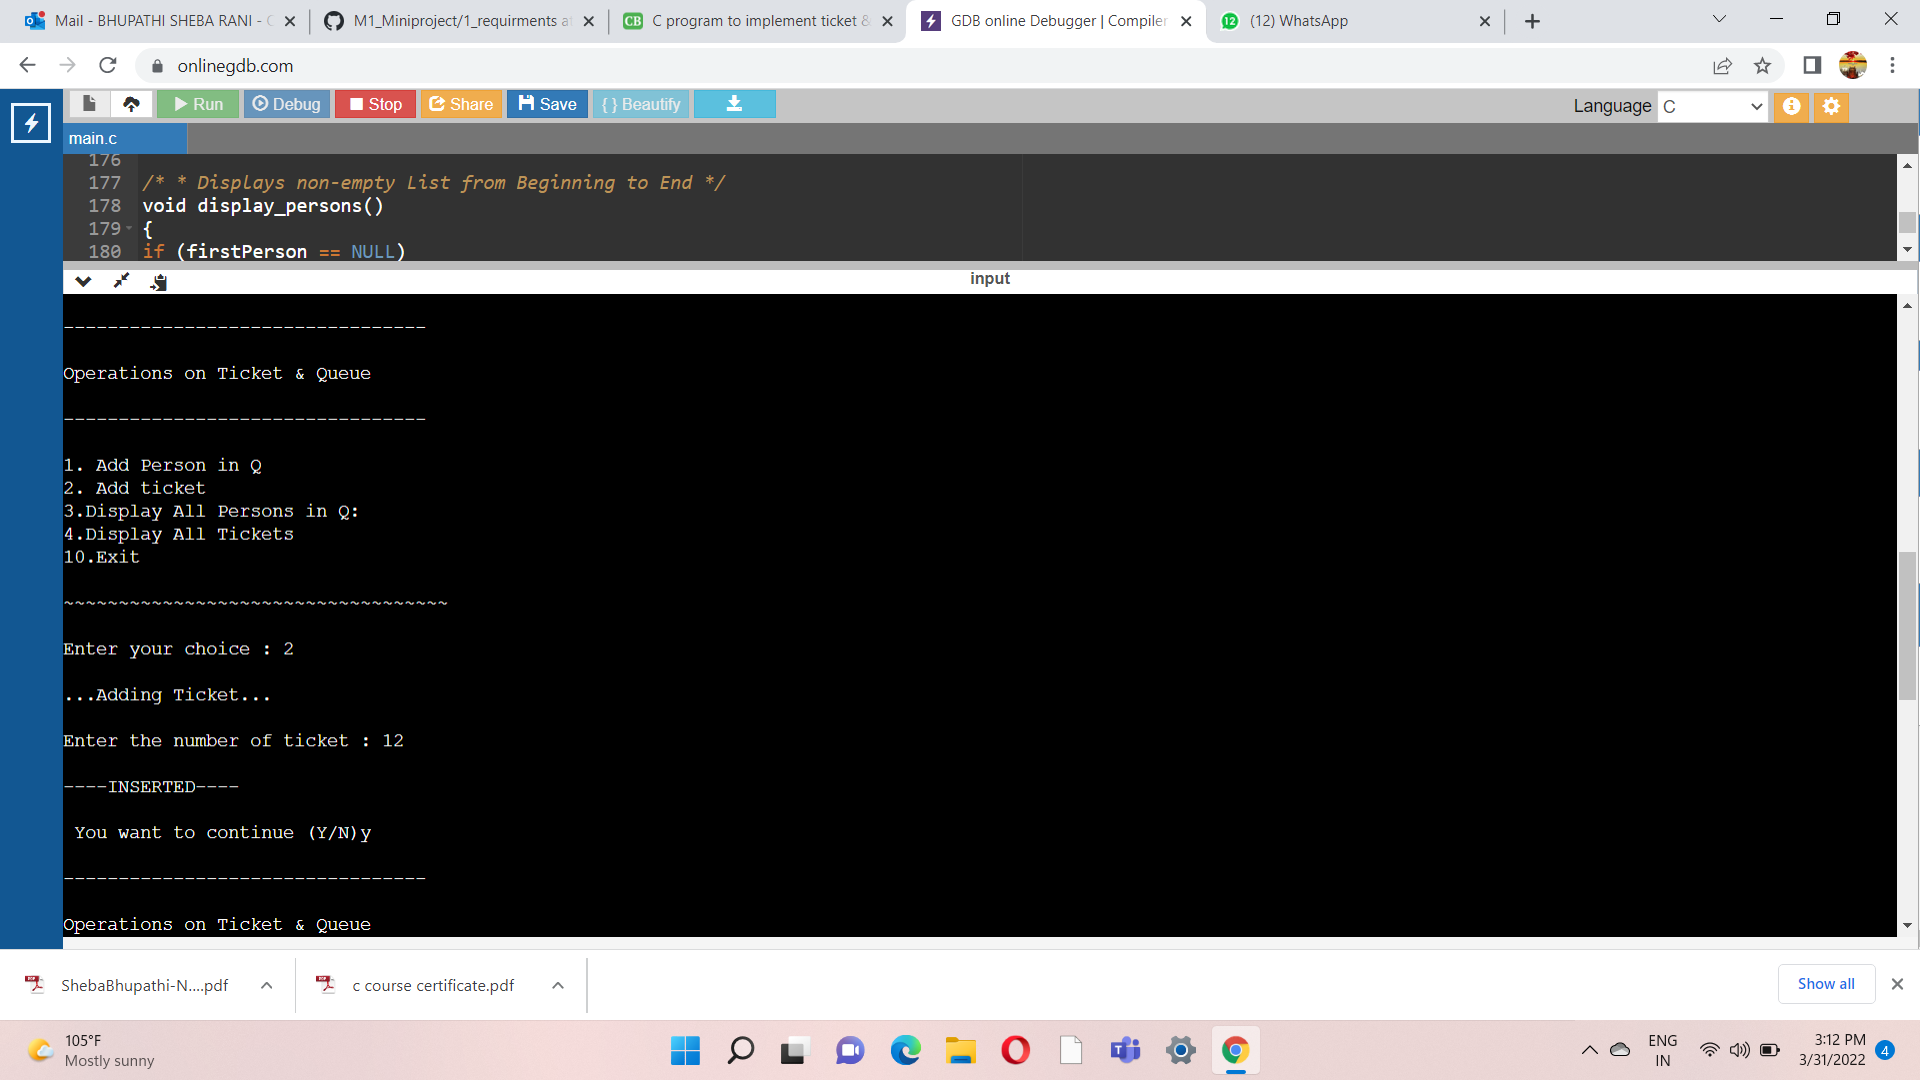 Mail - BHUPATHI SHEBA RANI -
M1_Miniproject/1_requirments a
CB C program to implement ticket &
GDB online Debugger | Compiler
12 (12) WhatsApp
onlinegdb.com
Run Debug Stop Share Save { } Beautify
Language C
main.c
176
177 /* * Displays non-empty List from Beginning to End */
178 void display_persons()
179 {
180 if (firstPerson == NULL)
input
---------------------------------
Operations on Ticket & Queue
---------------------------------
1. Add Person in Q
2. Add ticket
3.Display All Persons in Q:
4.Display All Tickets
10.Exit
~~~~~~~~~~~~~~~~~~~~~~~~~~~~~~~~~~~
Enter your choice : 2
...Adding Ticket...
Enter the number of ticket : 12
----INSERTED----
You want to continue (Y/N)y
---------------------------------
Operations on Ticket & Queue
ShebaBhupathi-N....pdf
c course certificate.pdf
Show all
105°F
Mostly sunny
ENG
IN
3:12 PM
3/31/2022
4